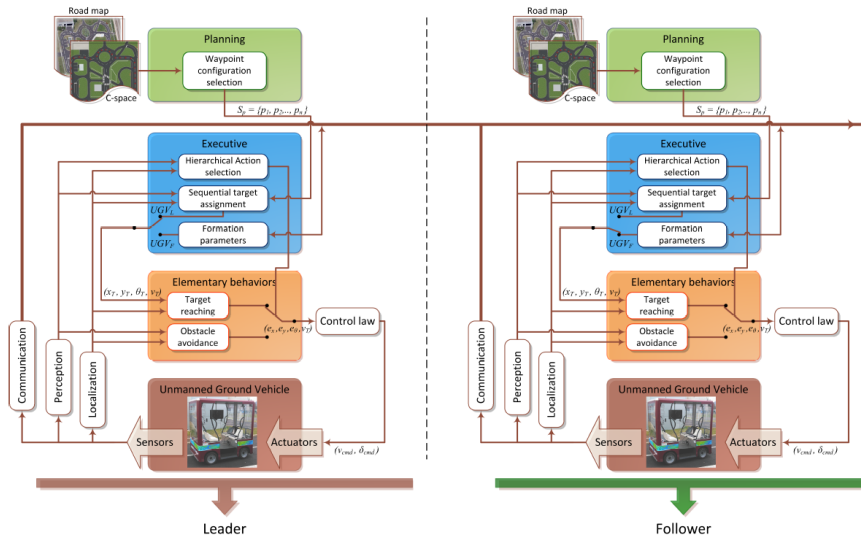 Road map
C-space
Planning
Waypoint
configuration
selection
S_p = {p_1, p_2,.., p_n}
Executive
Hierarchical Action
selection
Sequential target
assignment
UGV_L
UGV_F
Formation
parameters
Elementary behaviors
(x_T, y_T, θ_T, v_T)
Target
reaching
Obstacle
avoidance
(e_x,e_y,e_θ,v_T)
Control law
Communication
Perception
Localization
Unmanned Ground Vehicle
Sensors
Actuators
(v_cmd, δ_cmd)
Leader
Road map
C-space
Planning
Waypoint
configuration
selection
S_p = {p_1, p_2,.., p_n}
Executive
Hierarchical Action
selection
Sequential target
assignment
UGV_L
UGV_F
Formation
parameters
Elementary behaviors
(x_T, y_T, θ_T, v_T)
Target
reaching
Obstacle
avoidance
(e_x,e_y,e_θ,v_T)
Control law
Communication
Perception
Localization
Unmanned Ground Vehicle
Sensors
Actuators
(v_cmd, δ_cmd)
Follower